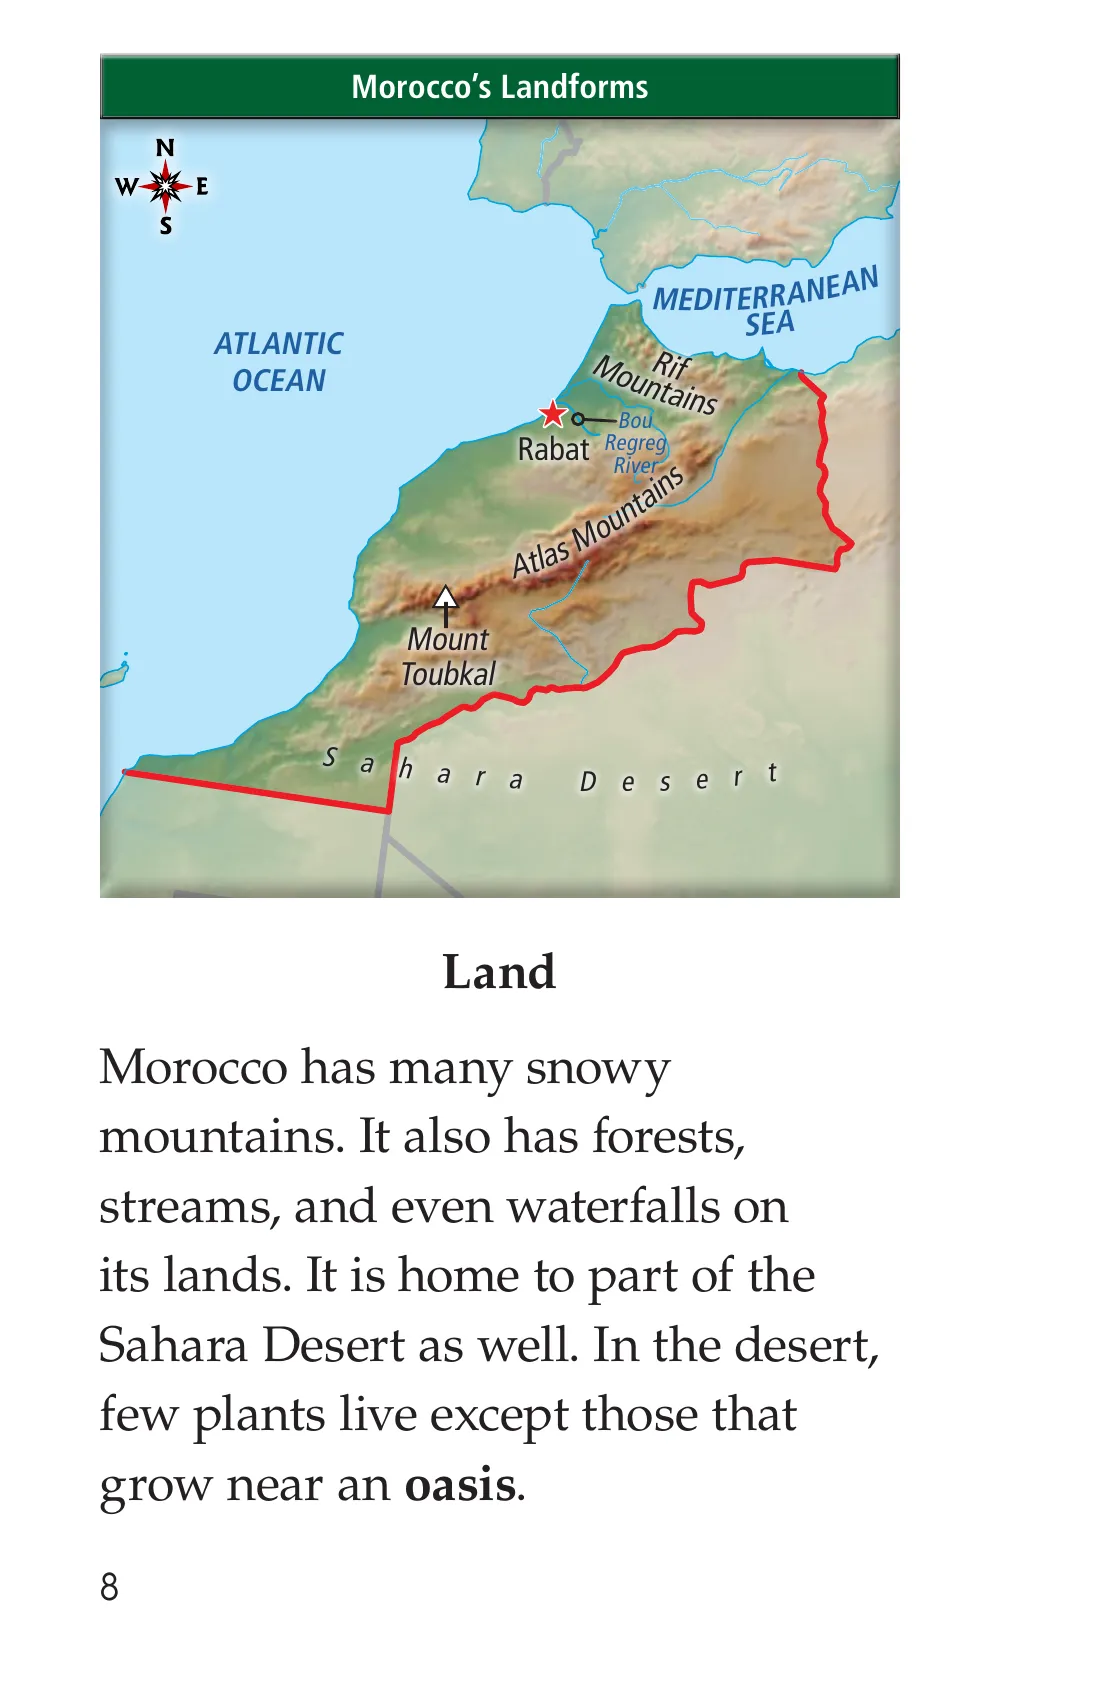 Morocco's Landforms
N
W E
S
MEDITERRANEAN
SEA
ATLANTIC
OCEAN
Rif
Mountains
Rabat
Bou
Regreg
River
Atlas Mountains
Mount
Toubkal
Sahara Desert
Land
Morocco has many snowy
mountains. It also has forests,
streams, and even waterfalls on
its lands. It is home to part of the
Sahara Desert as well. In the desert,
few plants live except those that
grow near an oasis.
8